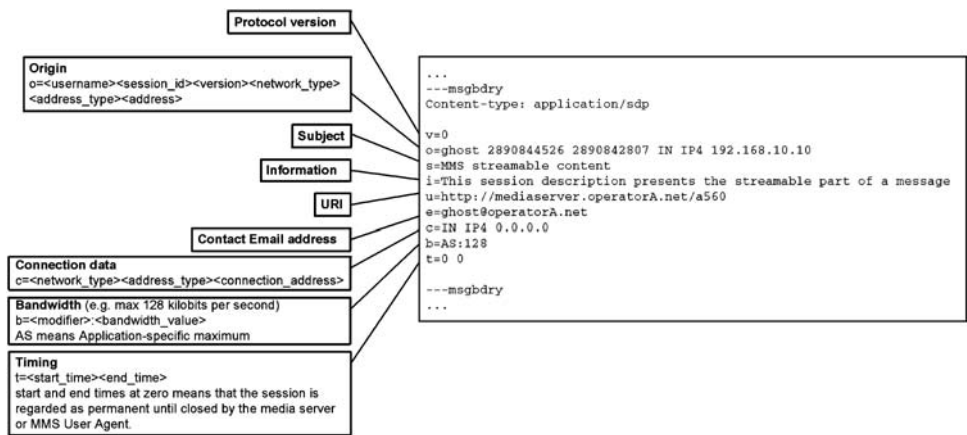 Protocol version
Origin
o=<username><session_id><version><network_type>
<address_type><address>
Subject
Information
URI
Contact Email address
Connection data
c=<network_type><address_type><connection_address>
Bandwidth (e.g. max 128 kilobits per second)
b=<modifier>:<bandwidth_value>
AS means Application-specific maximum
Timing
t=<start_time><end_time>
start and end times at zero means that the session is
regarded as permanent until closed by the media server
or MMS User Agent.
...
---msgbdry
Content-type: application/sdp
v=0
o=ghost 2890844526 2890842807 IN IP4 192.168.10.10
s=MMS streamable content
i=This session description presents the streamable part of a message
u=http://mediaserver.operatorA.net/a560
e=ghost@operatorA.net
c=IN IP4 0.0.0.0
b=AS:128
t=0 0
---msgbdry
...